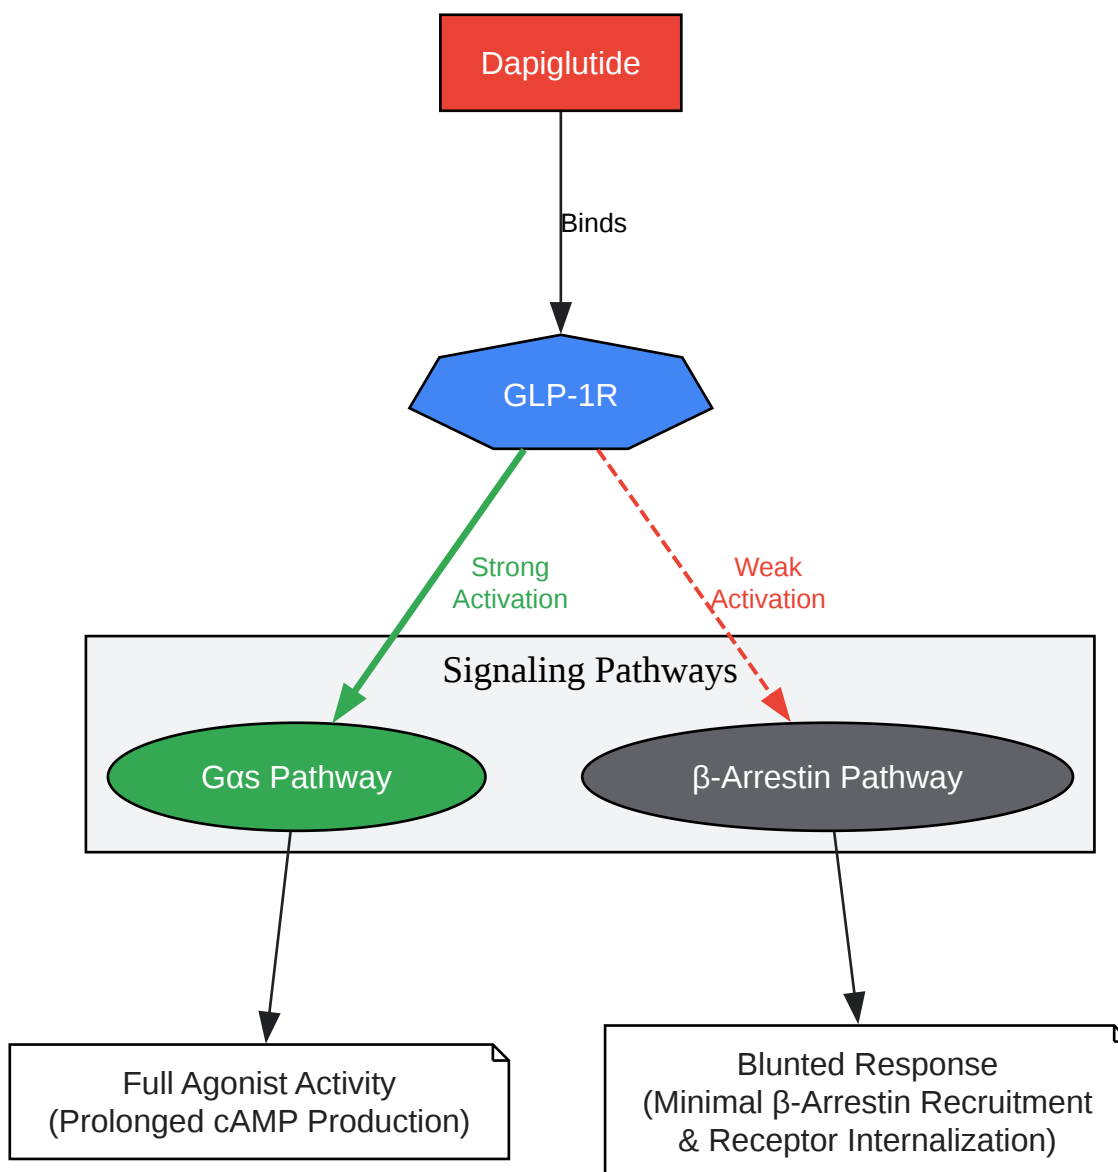 Dapiglutide
Binds
GLP-1R
Strong
Activation
Weak
Activation
Signaling Pathways
Gαs Pathway
β-Arrestin Pathway
Full Agonist Activity
(Prolonged cAMP Production)
Blunted Response
(Minimal β-Arrestin Recruitment
& Receptor Internalization)